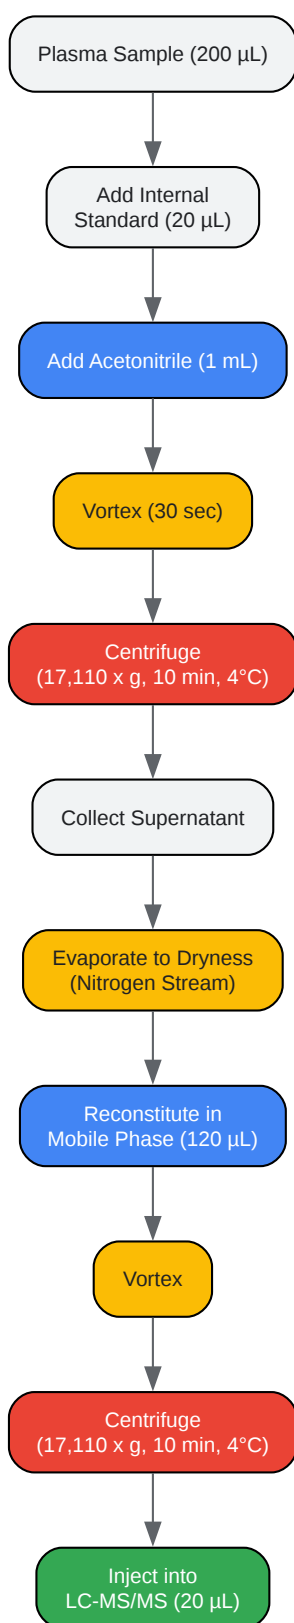 Plasma Sample (200 µL)
Add Internal
Standard (20 µL)
Add Acetonitrile (1 mL)
Vortex (30 sec)
Centrifuge
(17,110 x g, 10 min, 4°C)
Collect Supernatant
Evaporate to Dryness
(Nitrogen Stream)
Reconstitute in
Mobile Phase (120 µL)
Vortex
Centrifuge
(17,110 x g, 10 min, 4°C)
Inject into
LC-MS/MS (20 µL)